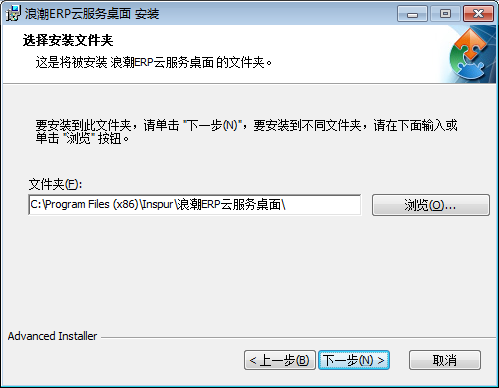 浪潮ERP云服务桌面 安装
选择安装文件夹
这是将被安装 浪潮ERP云服务桌面 的文件夹。
要安装到此文件夹，请单击 "下一步(N)"，要安装到不同文件夹，请在下面输入或
单击 "浏览" 按钮。
文件夹(F):
C:\Program Files (x86)\Inspur\浪潮ERP云服务桌面\
浏览(O)...
Advanced Installer
< 上一步(B)
下一步(N) >
取消